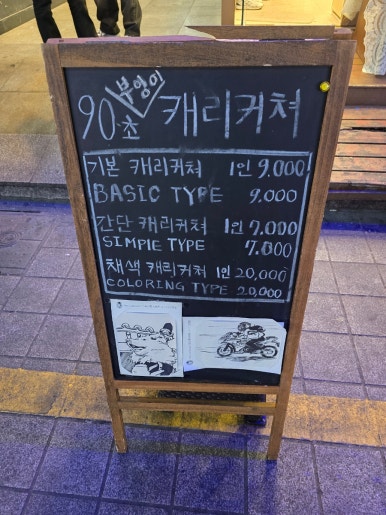 부엉이
90초 캐리커쳐
기본 캐리커쳐 1인 9,000
BASIC TYPE 9,000
간단 캐리커쳐 1인 7,000
SIMPLE TYPE 7,000
채색 캐리커쳐 1인 20,000
COLORING TYPE 20,000